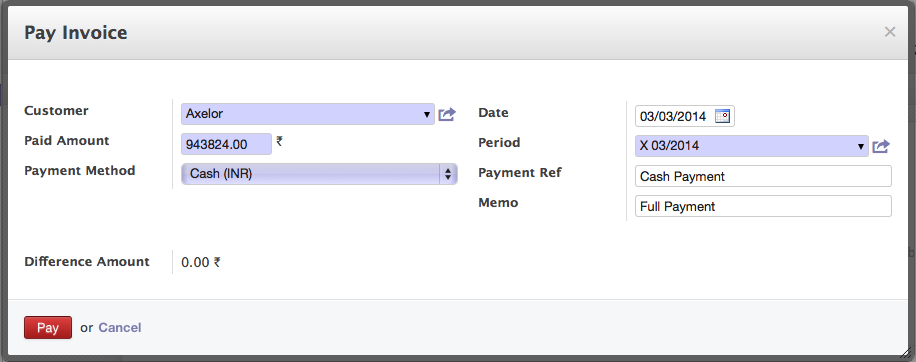 Pay Invoice ×
Customer Axelor
Paid Amount 943824.00 ₹
Payment Method Cash (INR)
Date 03/03/2014
Period X 03/2014
Payment Ref Cash Payment
Memo Full Payment
Difference Amount 0.00 ₹
Pay or Cancel